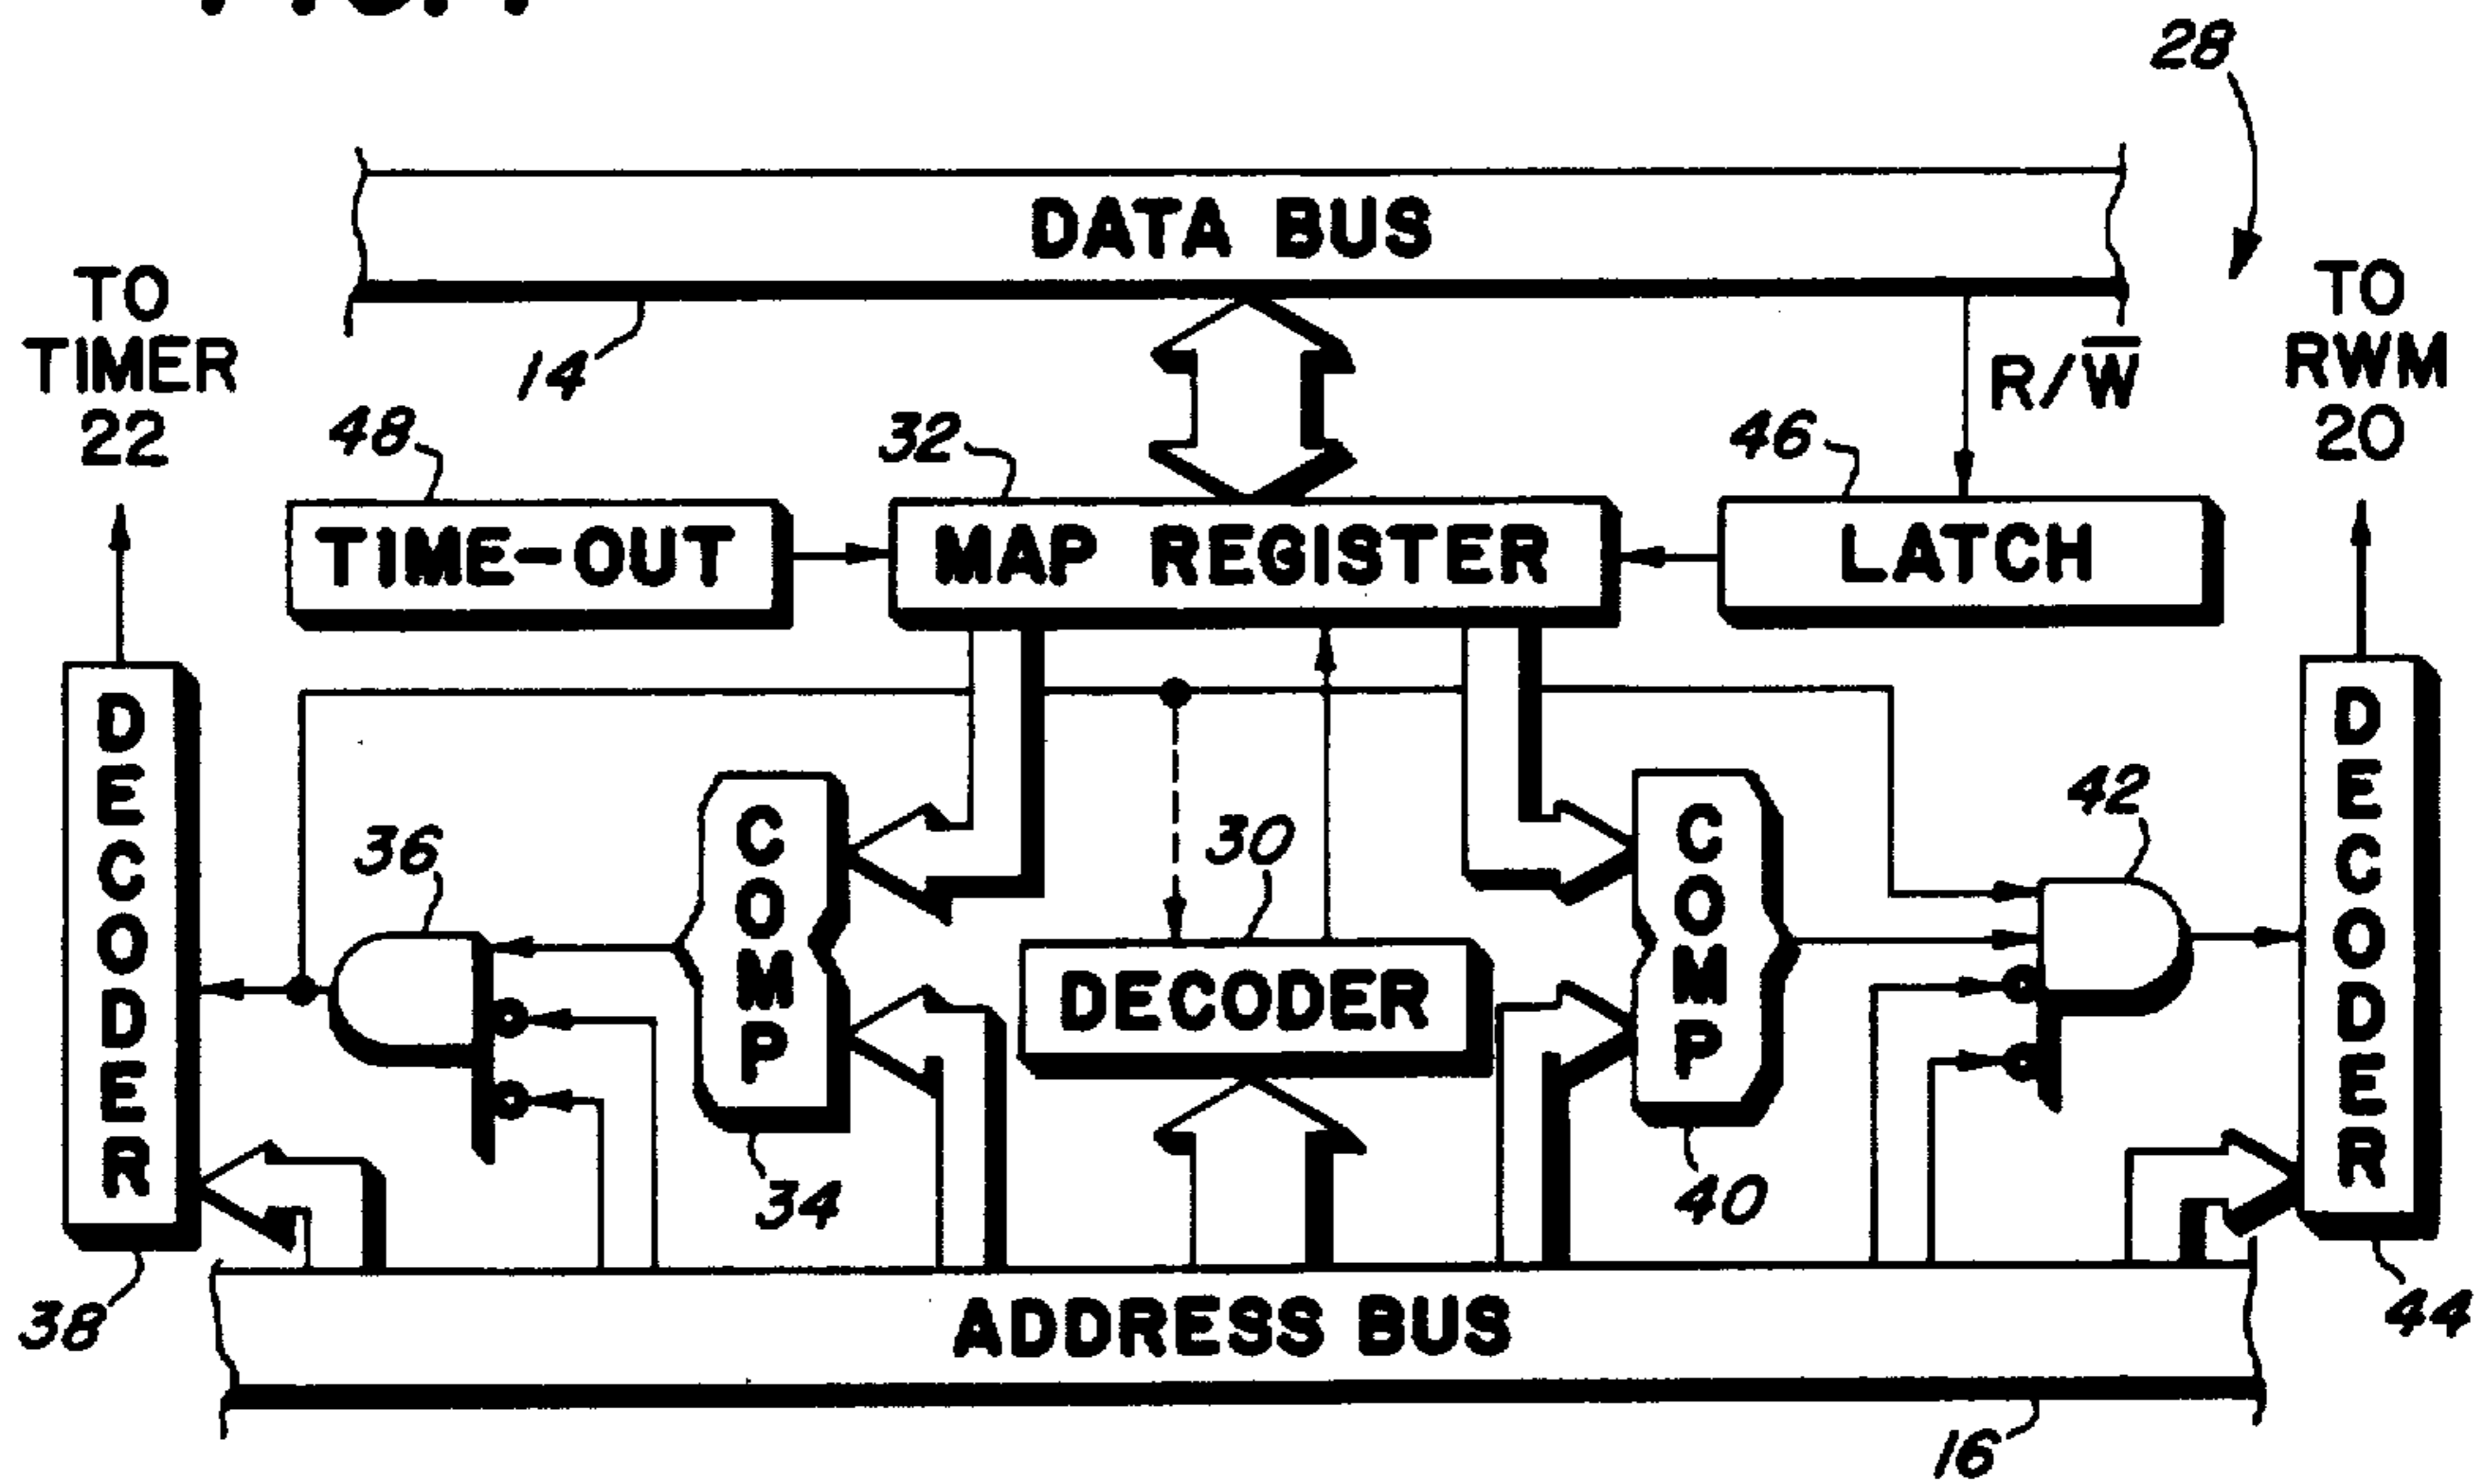 28
DATA BUS
TO
TIMER
22
14
R/W̅
TO
RWM
20
48
32
46
TIME-OUT
MAP REGISTER
LATCH
DECODER
36
COMP
30
COMP
42
DECODER
DECODER
34
40
38
ADDRESS BUS
44
16